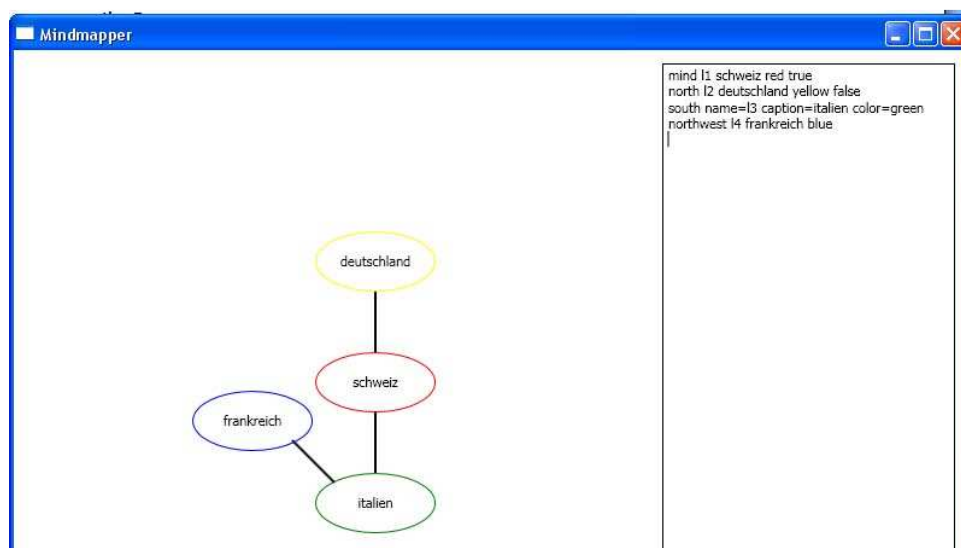 Mindmapper
mind l1 schweiz red true
north l2 deutschland yellow false
south name=l3 caption=italien color=green
northwest l4 frankreich blue
deutschland
schweiz
frankreich
italien